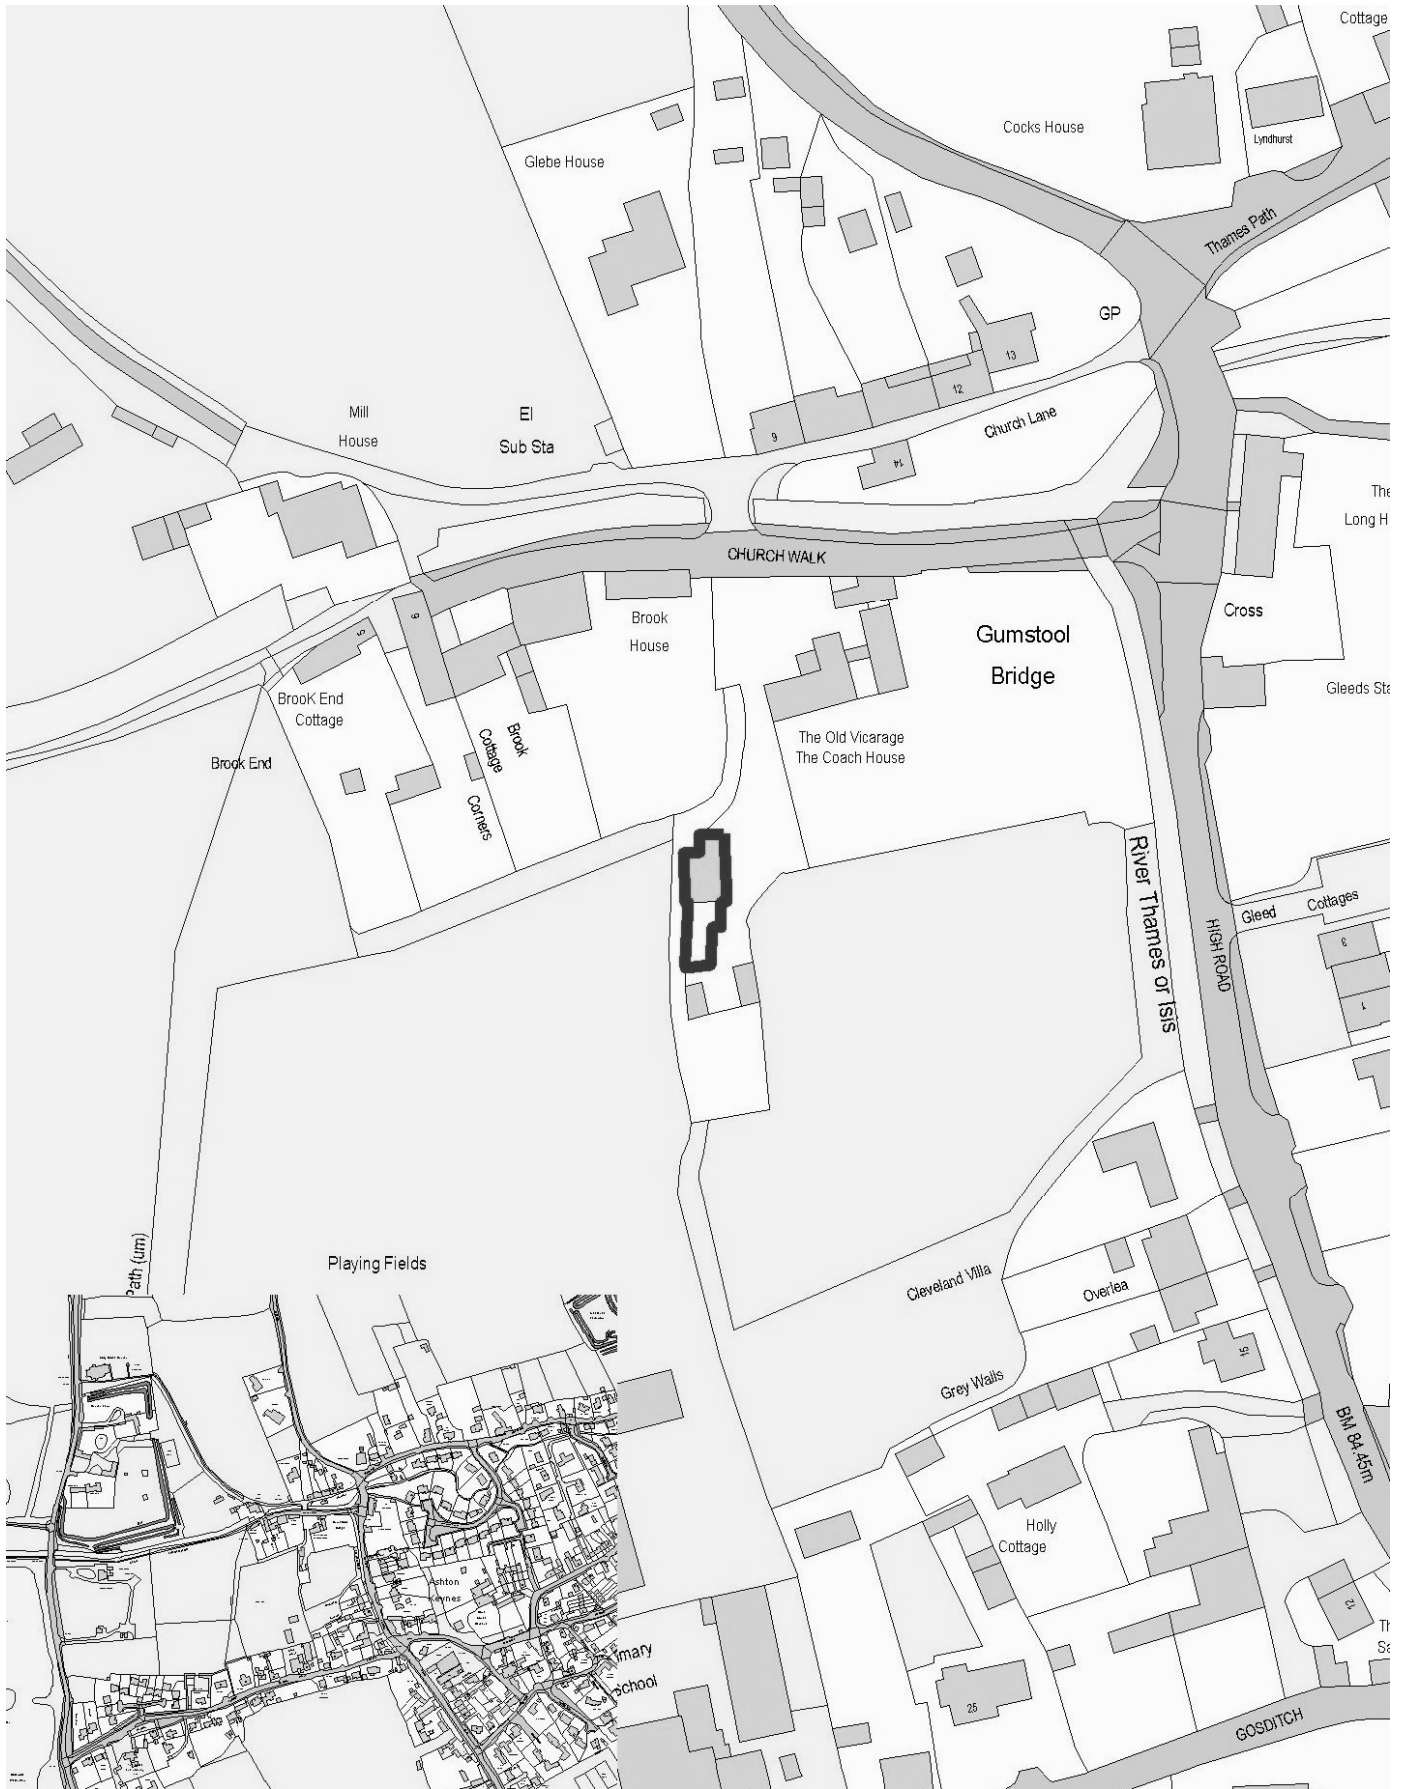 Cottage
Cocks House
Lyndhurst
Glebe House
Thames Path
GP
13
12
Mill
House
El
Sub Sta
9
Church Lane
14
The
Long H
CHURCH WALK
6
5
Brook
House
Gumstool
Bridge
Cross
BrooK End
Cottage
Gleeds Sta
Brook
Cottage
The Old Vicarage
The Coach House
Brook End
Corners
River Thames or Isis
HIGH ROAD
Gleed Cottages
3
1
Path (um)
Playing Fields
Cleveland Villa
Overlea
16
Grey Walls
BM 84.45m
Holly
Cottage
12
Th
Sa
Ashton
Keynes
imary
school
25
GOSDITCH